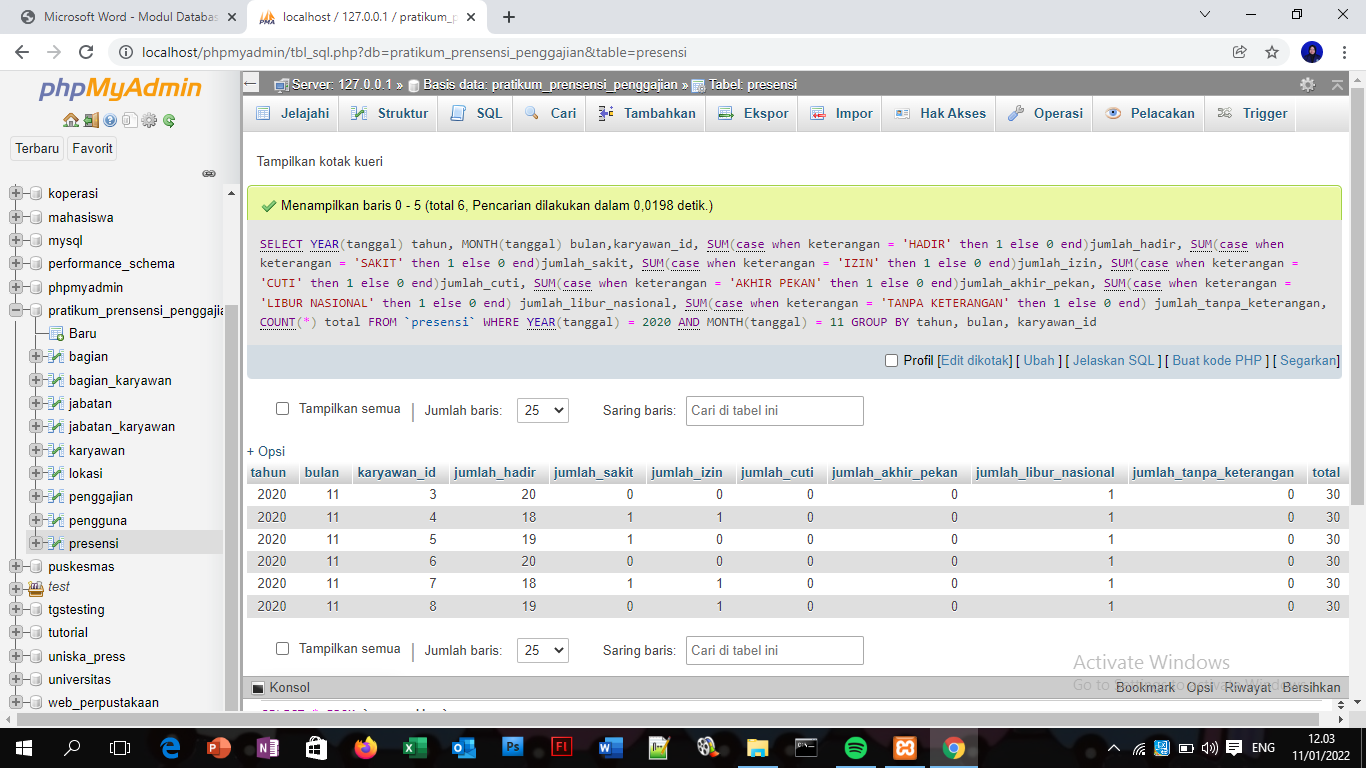 Microsoft Word - Modul Databas
localhost / 127.0.0.1 / pratikum_p
localhost/phpmyadmin/tbl_sql.php?db=pratikum_prensensi_penggajian&table=presensi
phpMyAdmin
Terbaru Favorit
koperasi
mahasiswa
mysql
performance_schema
phpmyadmin
pratikum_prensensi_penggajia
Baru
bagian
bagian_karyawan
jabatan
jabatan_karyawan
karyawan
lokasi
penggajian
pengguna
presensi
puskesmas
test
tgstesting
tutorial
uniska_press
universitas
web_perpustakaan
Server: 127.0.0.1 » Basis data: pratikum_prensensi_penggajian » Tabel: presensi
Jelajahi Struktur SQL Cari Tambahkan Ekspor Impor Hak Akses Operasi Pelacakan Trigger
Tampilkan kotak kueri
Menampilkan baris 0 - 5 (total 6, Pencarian dilakukan dalam 0,0198 detik.)
SELECT YEAR(tanggal) tahun, MONTH(tanggal) bulan,karyawan_id, SUM(case when keterangan = 'HADIR' then 1 else 0 end)jumlah_hadir, SUM(case when
keterangan = 'SAKIT' then 1 else 0 end)jumlah_sakit, SUM(case when keterangan = 'IZIN' then 1 else 0 end)jumlah_izin, SUM(case when keterangan =
'CUTI' then 1 else 0 end)jumlah_cuti, SUM(case when keterangan = 'AKHIR PEKAN' then 1 else 0 end)jumlah_akhir_pekan, SUM(case when keterangan =
'LIBUR NASIONAL' then 1 else 0 end) jumlah_libur_nasional, SUM(case when keterangan = 'TANPA KETERANGAN' then 1 else 0 end) jumlah_tanpa_keterangan,
COUNT(*) total FROM `presensi` WHERE YEAR(tanggal) = 2020 AND MONTH(tanggal) = 11 GROUP BY tahun, bulan, karyawan_id
Profil [Edit dikotak] [ Ubah ] [ Jelaskan SQL ] [ Buat kode PHP ] [ Segarkan]
Tampilkan semua | Jumlah baris: 25 Saring baris: Cari di tabel ini
+ Opsi
tahun bulan karyawan_id jumlah_hadir jumlah_sakit jumlah_izin jumlah_cuti jumlah_akhir_pekan jumlah_libur_nasional jumlah_tanpa_keterangan total
2020 11 3 20 0 0 0 0 1 0 30
2020 11 4 18 1 1 0 0 1 0 30
2020 11 5 19 1 0 0 0 1 0 30
2020 11 6 20 0 0 0 0 1 0 30
2020 11 7 18 1 1 0 0 1 0 30
2020 11 8 19 0 1 0 0 1 0 30
Tampilkan semua | Jumlah baris: 25 Saring baris: Cari di tabel ini
Activate Windows
Konsol Bookmark Opsi Riwayat Bersihkan
ENG
12.03
11/01/2022